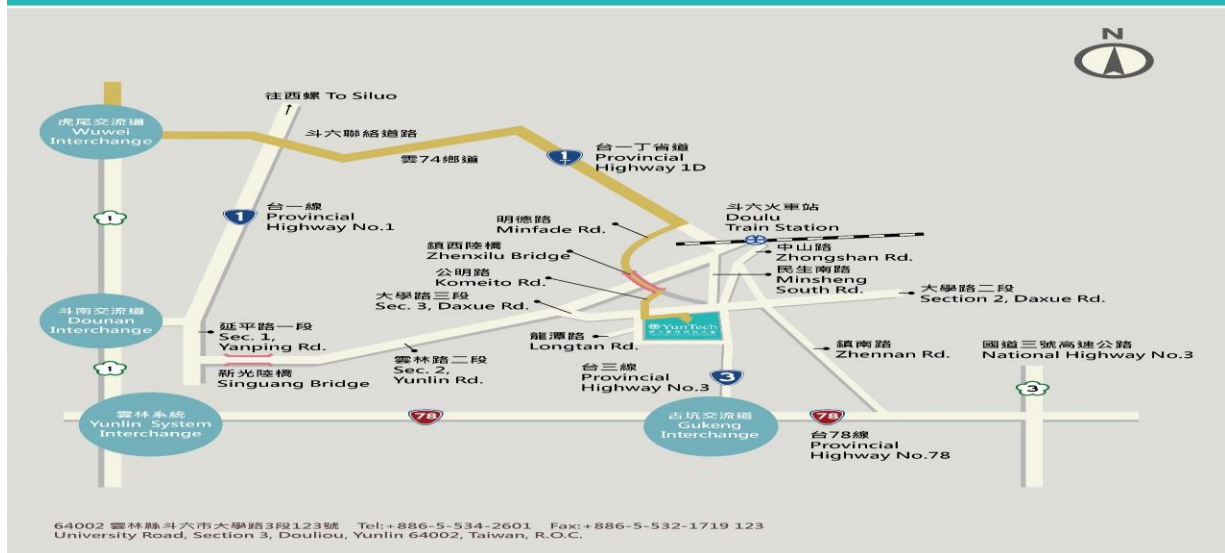 N
往西螺 To Siluo
虎尾交流道
Wuwei
Interchange
斗六聯絡道路
雲74鄉道
1
台一丁省道
Provincial
Highway 1D
斗六火車站
Doulu
Train Station
1
1
台一線
Provincial
Highway No.1
明德路
Minfade Rd.
鎮西陸橋
Zhenxilu Bridge
中山路
Zhongshan Rd.
公明路
Komeito Rd.
民生南路
Minsheng
South Rd.
大學路三段
Sec. 3, Daxue Rd.
大學路二段
Section 2, Daxue Rd.
斗南交流道
Dounan
Interchange
延平路一段
Sec. 1,
Yanping Rd.
YunTech
龍潭路
Longtan Rd.
鎮南路
Zhennan Rd.
國道三號高速公路
National Highway No.3
1
新光陸橋
Singuang Bridge
雲林路二段
Sec. 2,
Yunlin Rd.
台三線
Provincial
Highway No.3
3
3
雲林系統
Yunlin System
Interchange
78
古坑交流道
Gukeng
Interchange
78
台78線
Provincial
Highway No.78
64002 雲林縣斗六市大學路3段123號 Tel:+886-5-534-2601 Fax:+886-5-532-1719 123
University Road, Section 3, Douliou, Yunlin 64002, Taiwan, R.O.C.